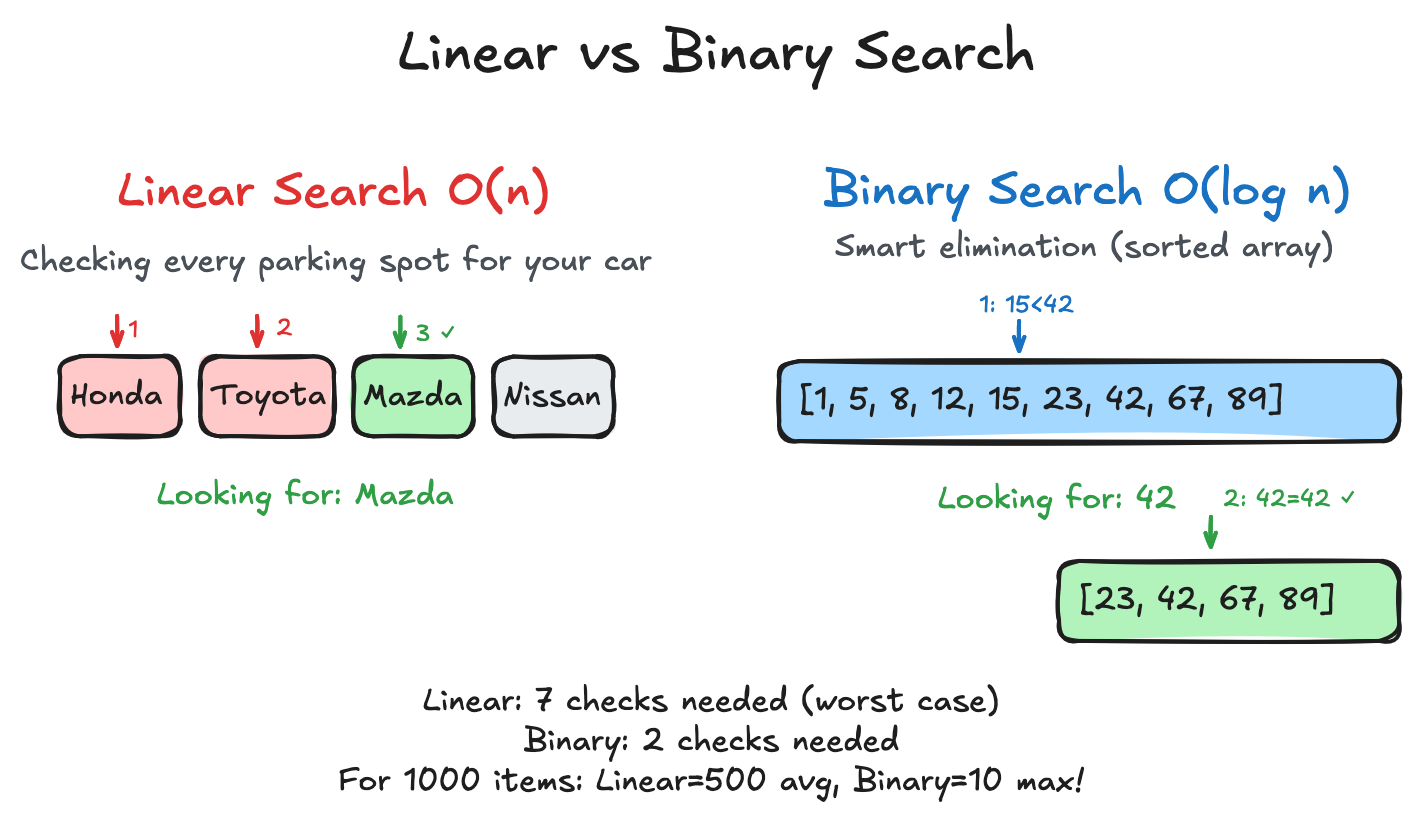 Linear vs Binary Search
Linear Search O(n)
Checking every parking spot for your car
1
2
3 ✓
Honda
Toyota
Mazda
Nissan
Looking for: Mazda
Binary Search O(log n)
Smart elimination (sorted array)
1: 15<42
[1, 5, 8, 12, 15, 23, 42, 67, 89]
Looking for: 42
2: 42=42 ✓
[23, 42, 67, 89]
Linear: 7 checks needed (worst case)
Binary: 2 checks needed
For 1000 items: Linear=500 avg, Binary=10 max!